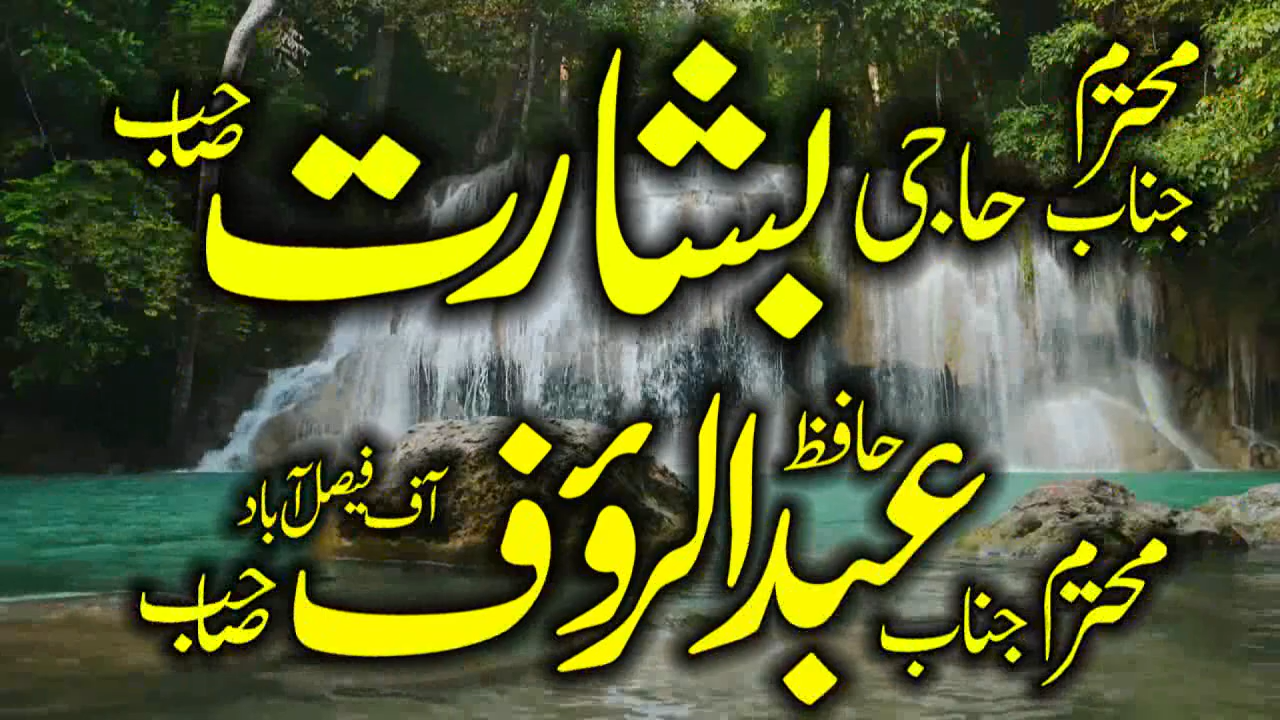 محترم جناب حاجی بشارت صاحب
محترم جناب حافظ عبدالرؤف صاحب آف فیصل آباد